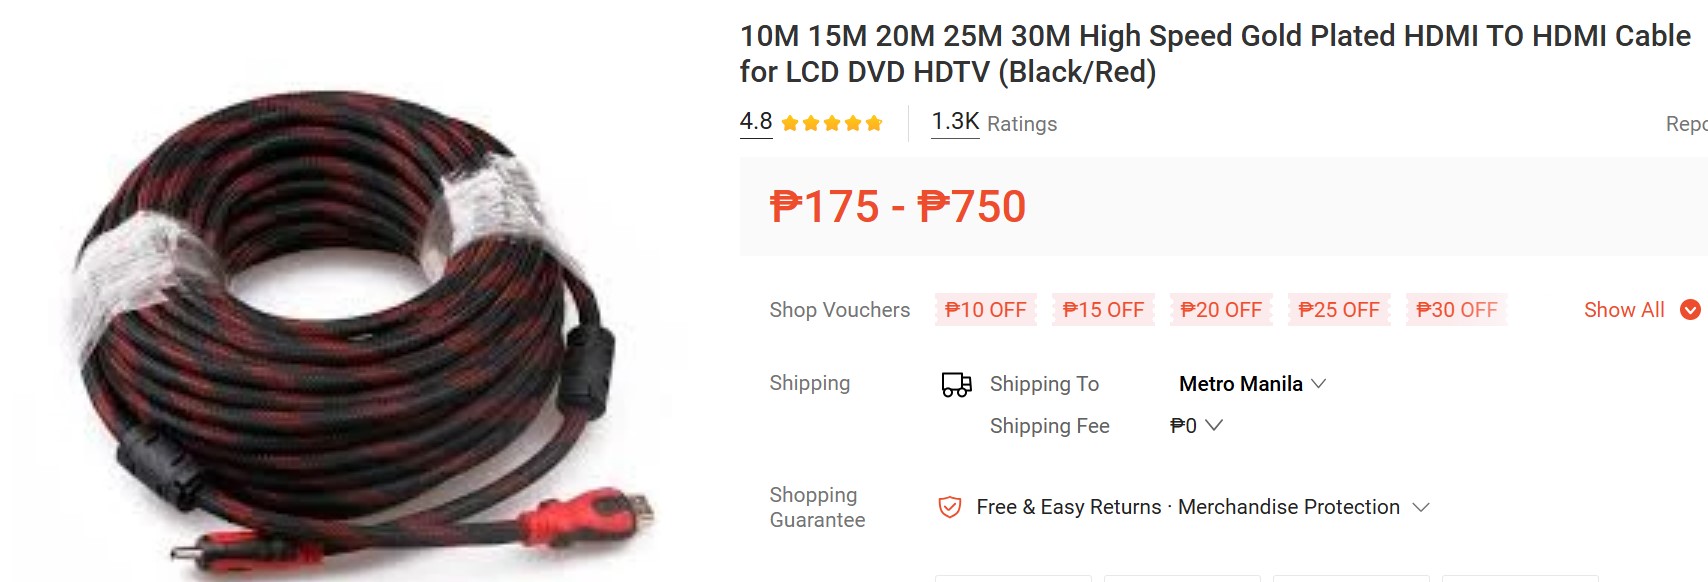 10M 15M 20M 25M 30M High Speed Gold Plated HDMI TO HDMI Cable
for LCD DVD HDTV (Black/Red)
4.8 1.3K Ratings Repo
₱175 - ₱750
Shop Vouchers ₱10 OFF ₱15 OFF ₱20 OFF ₱25 OFF ₱30 OFF Show All
Shipping Shipping To Metro Manila
Shipping Fee ₱0
Shopping
Guarantee
Free & Easy Returns · Merchandise Protection